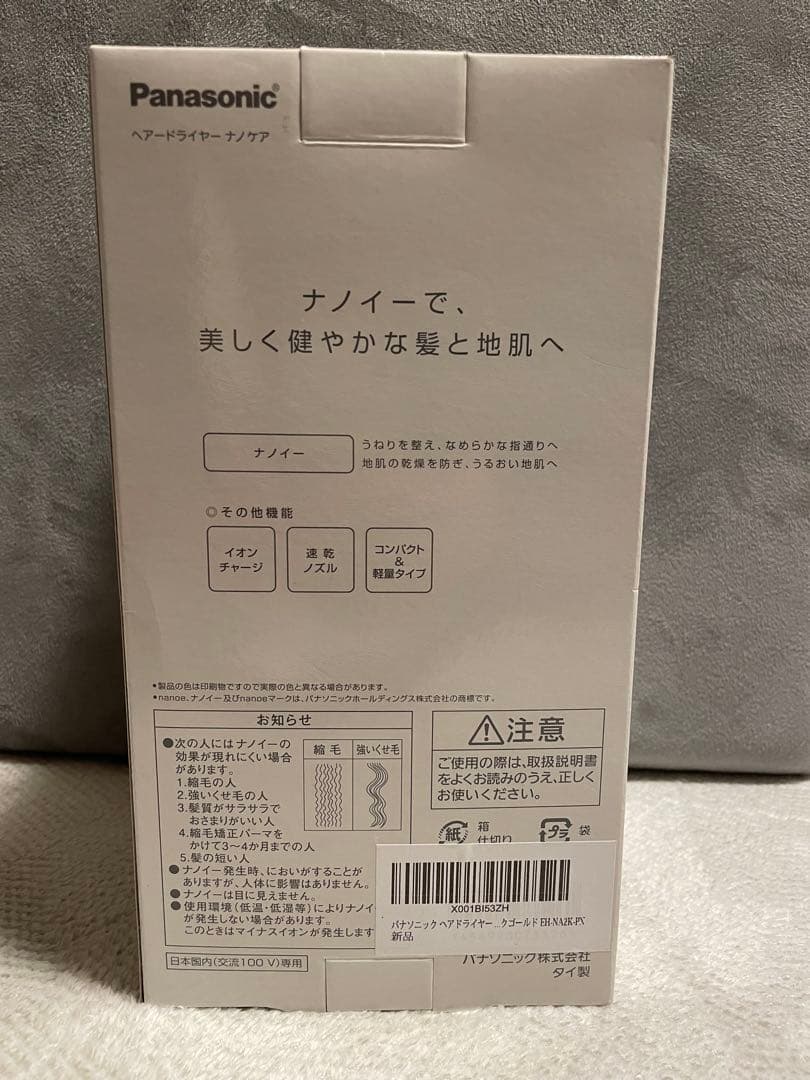 Panasonic®
ヘアードライヤー ナノケア
ナノイーで、
美しく健やかな髪と地肌へ
ナノイー
うねりを整え、なめらかな指通りへ
地肌の乾燥を防ぎ、うるおい地肌へ
◎その他機能
イオン
チャージ
速乾
ノズル
コンパクト
&
軽量タイプ
●製品の色は印刷物ですので実際の色と異なる場合があります。
●nanoe、ナノイー及びnanoeマークは、パナソニックホールディングス株式会社の商標です。
お知らせ
●次の人にはナノイーの
効果が現れにくい場合
があります。
1.縮毛の人
2.強いくせ毛の人
3.髪質がサラサラで
おさまりがいい人
4.縮毛矯正パーマを
かけて3〜4か月までの人
5.髪の短い人
縮毛
強いくせ毛
●ナノイー発生時、においがすることが
ありますが、人体に影響はありません。
●ナノイーは目に見えません。
●使用環境(低温・低湿等)によりナノイー
が発生しない場合があります。
このときはマイナスイオンが発生します
日本国内(交流100 V)専用
⚠注意
ご使用の際は、取扱説明書
をよくお読みのうえ、正しく
お使いください。
紙
箱
仕切り
プラ
袋
X001BI53ZH
パナソニック ヘアドライヤー ...クゴールド EH-NA2K-PN
新品
パナソニック株式会社
タイ製